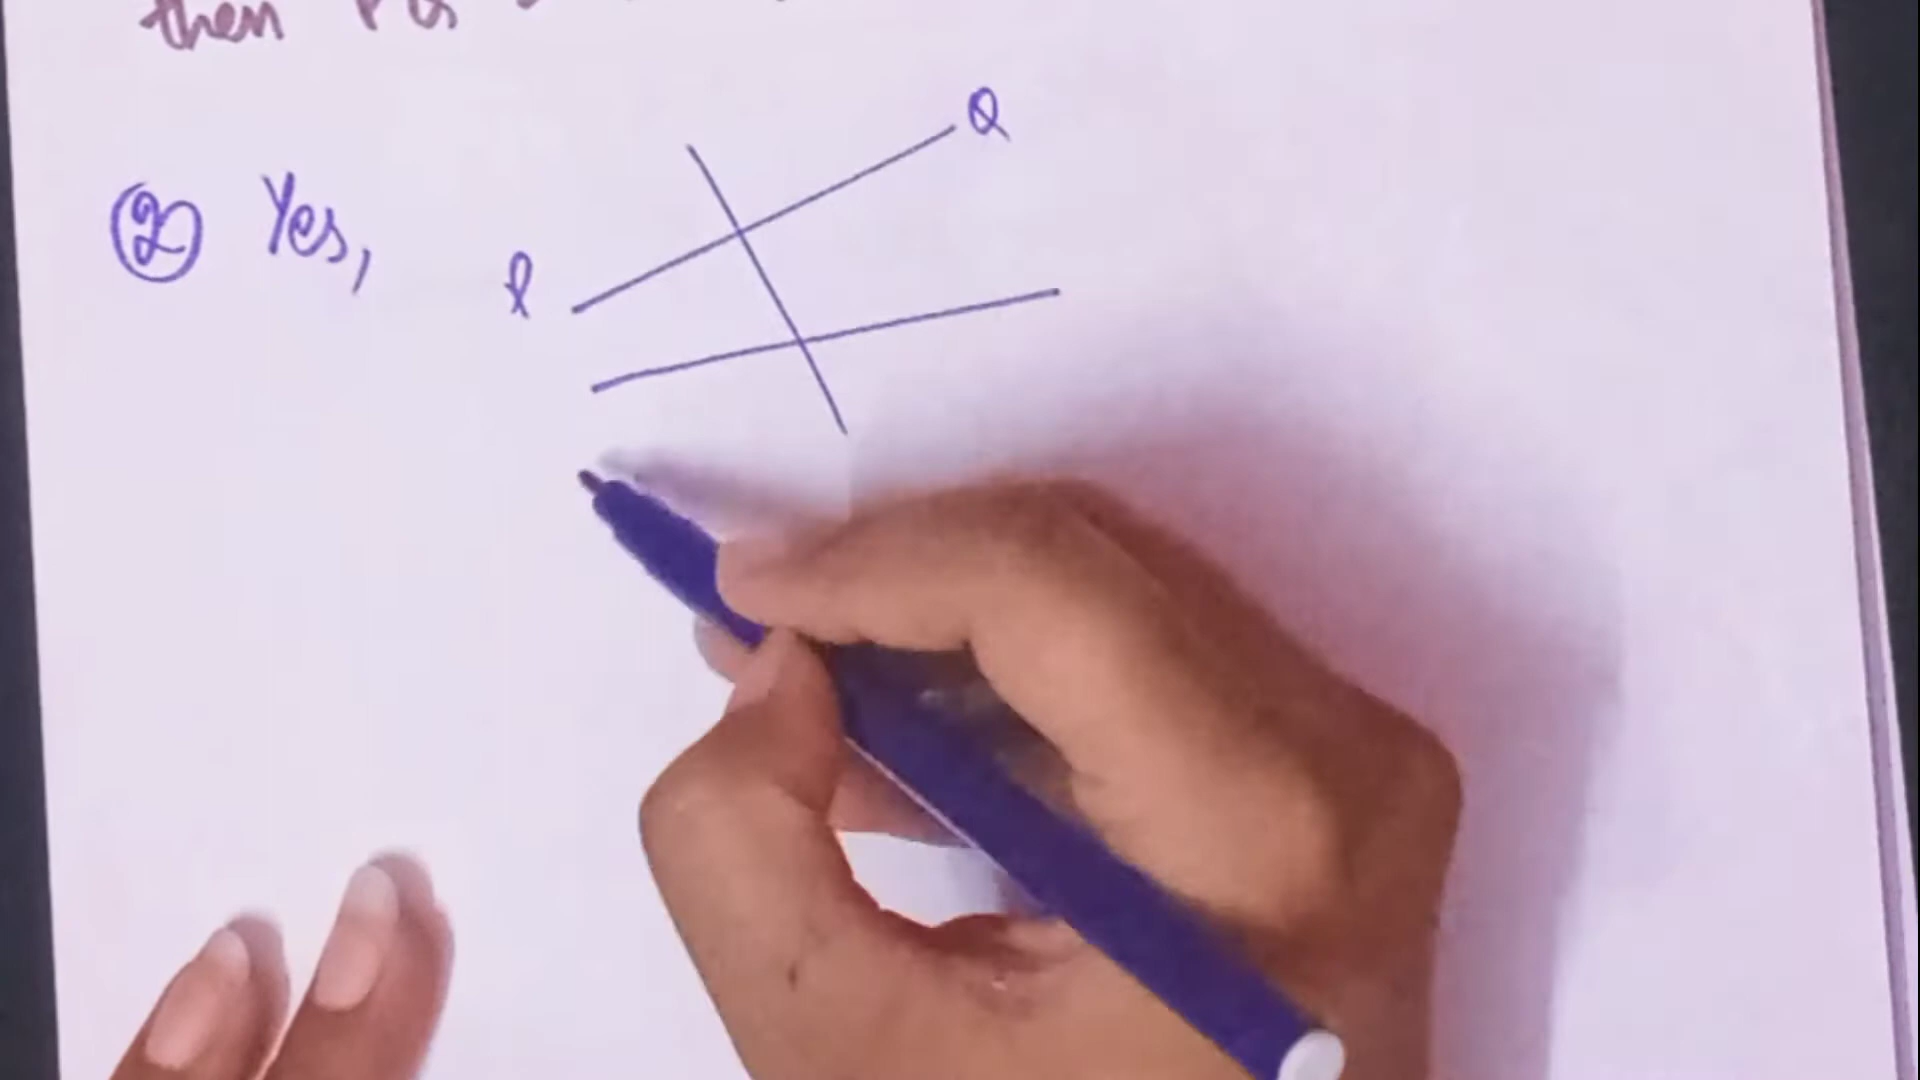 then
Q
② Yes,
P